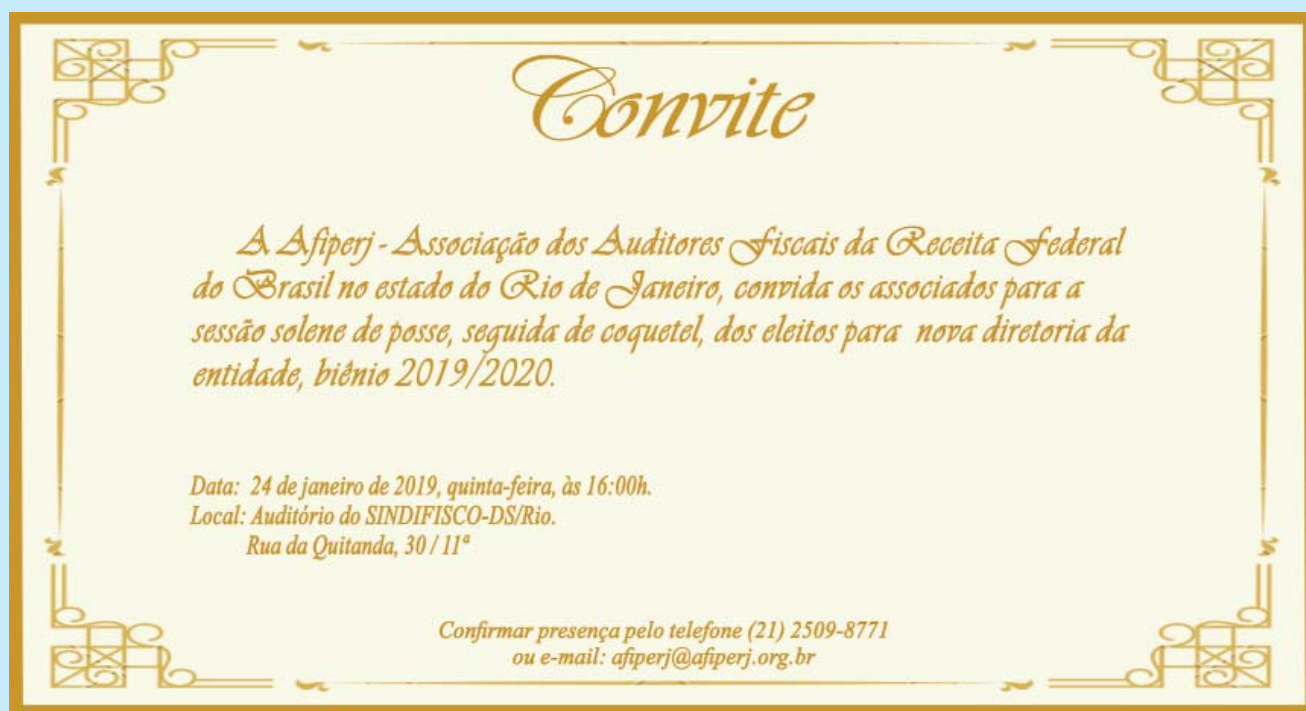 Convite
A Afiperj - Associação dos Auditores Fiscais da Receita Federal
do Brasil no estado do Rio de Janeiro, convida os associados para a
sessão solene de posse, seguida de coquetel, dos eleitos para nova diretoria da
entidade, biênio 2019/2020.
Data: 24 de janeiro de 2019, quinta-feira, às 16:00h.
Local: Auditório do SINDIFISCO-DS/Rio.
Rua da Quitanda, 30 / 11ª
Confirmar presença pelo telefone (21) 2509-8771
ou e-mail: afiperj@afiperj.org.br